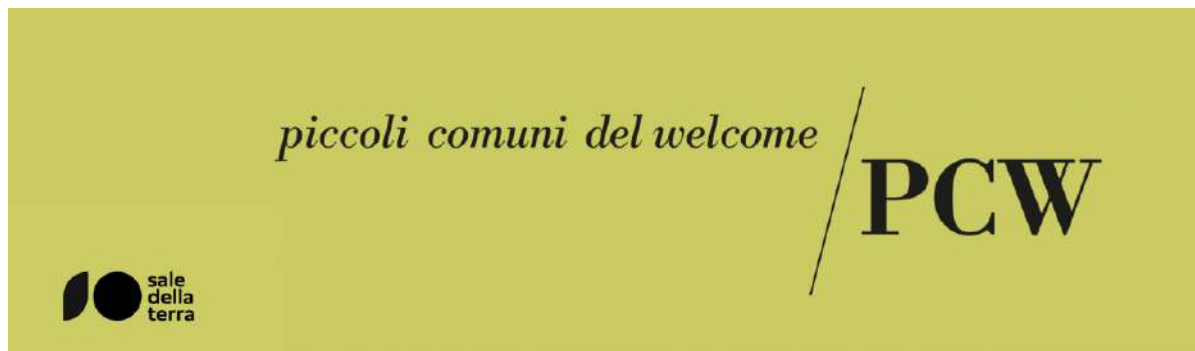 piccoli comuni del welcome
PCW
sale
della
terra